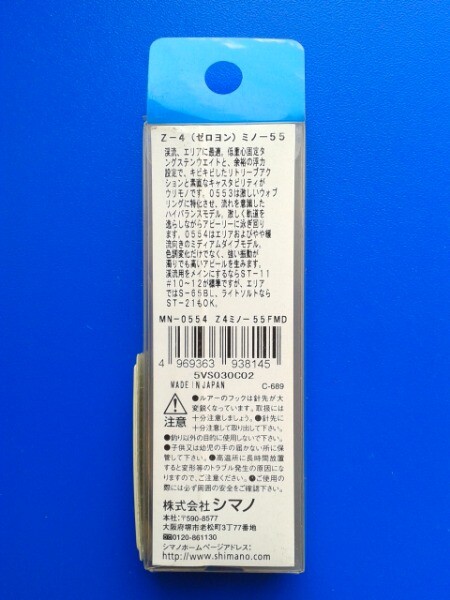 Z-4（ゼロヨン）ミノー55
渓流、エリアに最適。低重心固定タ
ングステンウエイトと、余裕の浮力
設定で、キビキビしたリトリーブアク
ションと素直なキャスタビリティが
ウリモノです。0553は激しいウォブ
リングに特化させ、流れを意識した
ハイバランスモデル。激しく軌道を
逸らしながらアピーリーに泳ぎ回り
ます。0554はエリアおよびやや緩
流向きのミディアムダイブモデル。
色調変化だけでなく、強い振動が
濁りでも高いアピールを生みます。
渓流用をメインにするならST-11
#10～12が標準ですが、エリア
ではS-65BL、ライトソルトなら
ST-21もOK。
MN-0554 Z4ミノー55FMD
4 969363 938145
5VS030C02
MADE IN JAPAN C-689
注意
●ルアーのフックは針先が大
変鋭くなっています。取扱には
十分注意しましょう。●針先に
十分注意して取り出して下さい。
●釣り以外の目的に使用しないで下さい。
●子供又は幼児の手の届かない所に保
管して下さい。●高温所に長時間放置
すると変形等のトラブル発生の原因にな
りますので、ご注意ください。●ご使用の
際には必ず周囲の安全をご確認下さい。
株式会社シマノ
本社:〒590-8577
大阪府堺市老松町3丁77番地
0120-861130
シマノホームページアドレス:
http://www.shimano.com